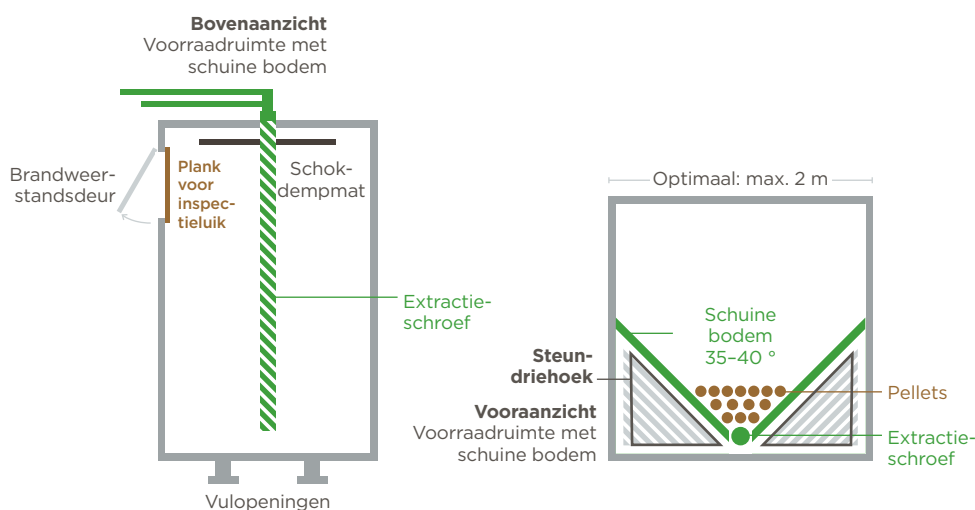 Bovenaanzicht
Voorraadruimte met
schuine bodem
Brandweer-
standsdeur
Plank
voor
inspec-
tieluik
Schok-
dempmat
Extractie-
schroef
Vulopeningen
Optimaal: max. 2 m
Schuine
bodem
35–40 °
Steun-
driehoek
Vooraanzicht
Voorraadruimte met
schuine bodem
Pellets
Extractie-
schroef